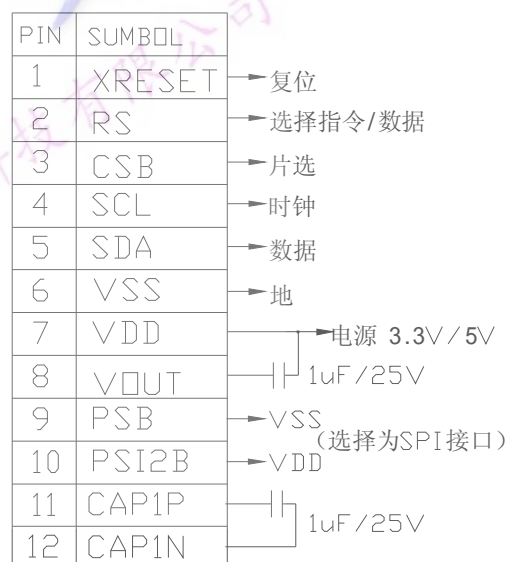 PIN SUMBOL
1 XRESET 复位
2 RS 选择指令/数据
3 CSB 片选
4 SCL 时钟
5 SDA 数据
6 VSS 地
7 VDD 电源 3.3V/5V
8 VOUT 1uF/25V
9 PSB VSS
(选择为SPI接口)
10 PSI2B VDD
11 CAP1P
1uF/25V
12 CAP1N